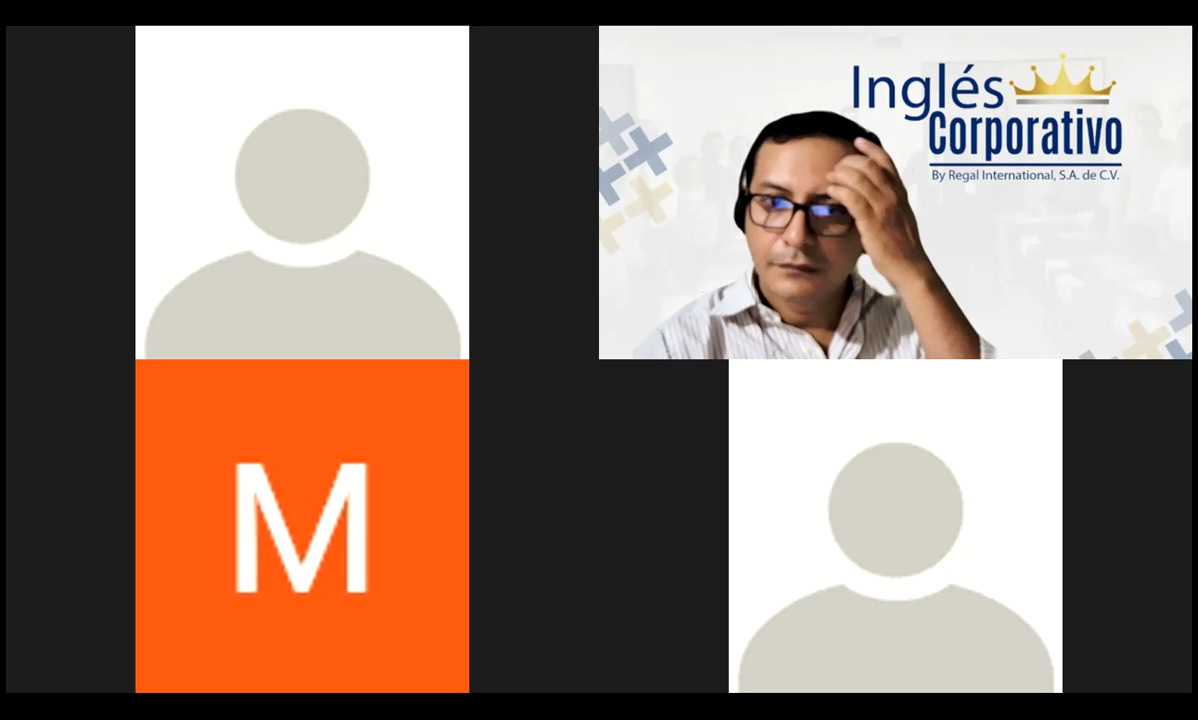 Inglés
Corporativo
By Regal International, S.A. de C.V.
M